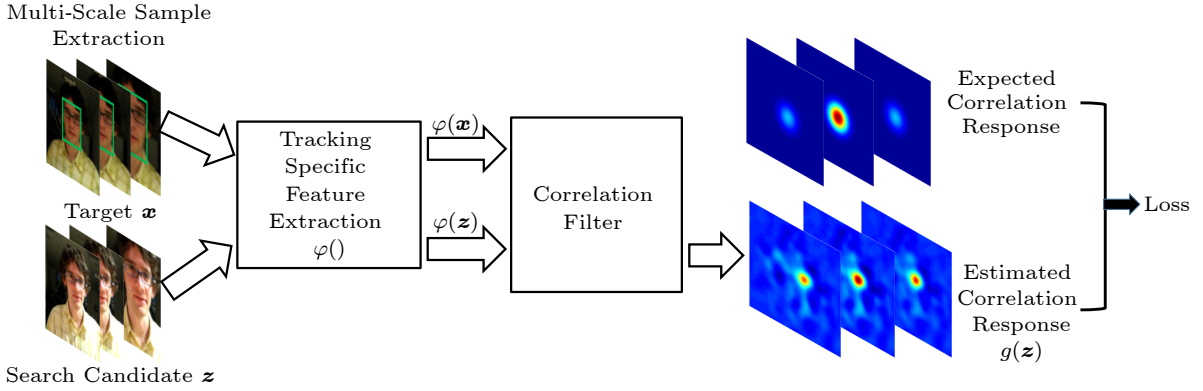 Multi-Scale Sample
Extraction
Target x
Search Candidate z
Tracking
Specific
Feature
Extraction
φ()
φ(x)
φ(z)
Correlation
Filter
Expected
Correlation
Response
Estimated
Correlation
Response
g(z)
Loss